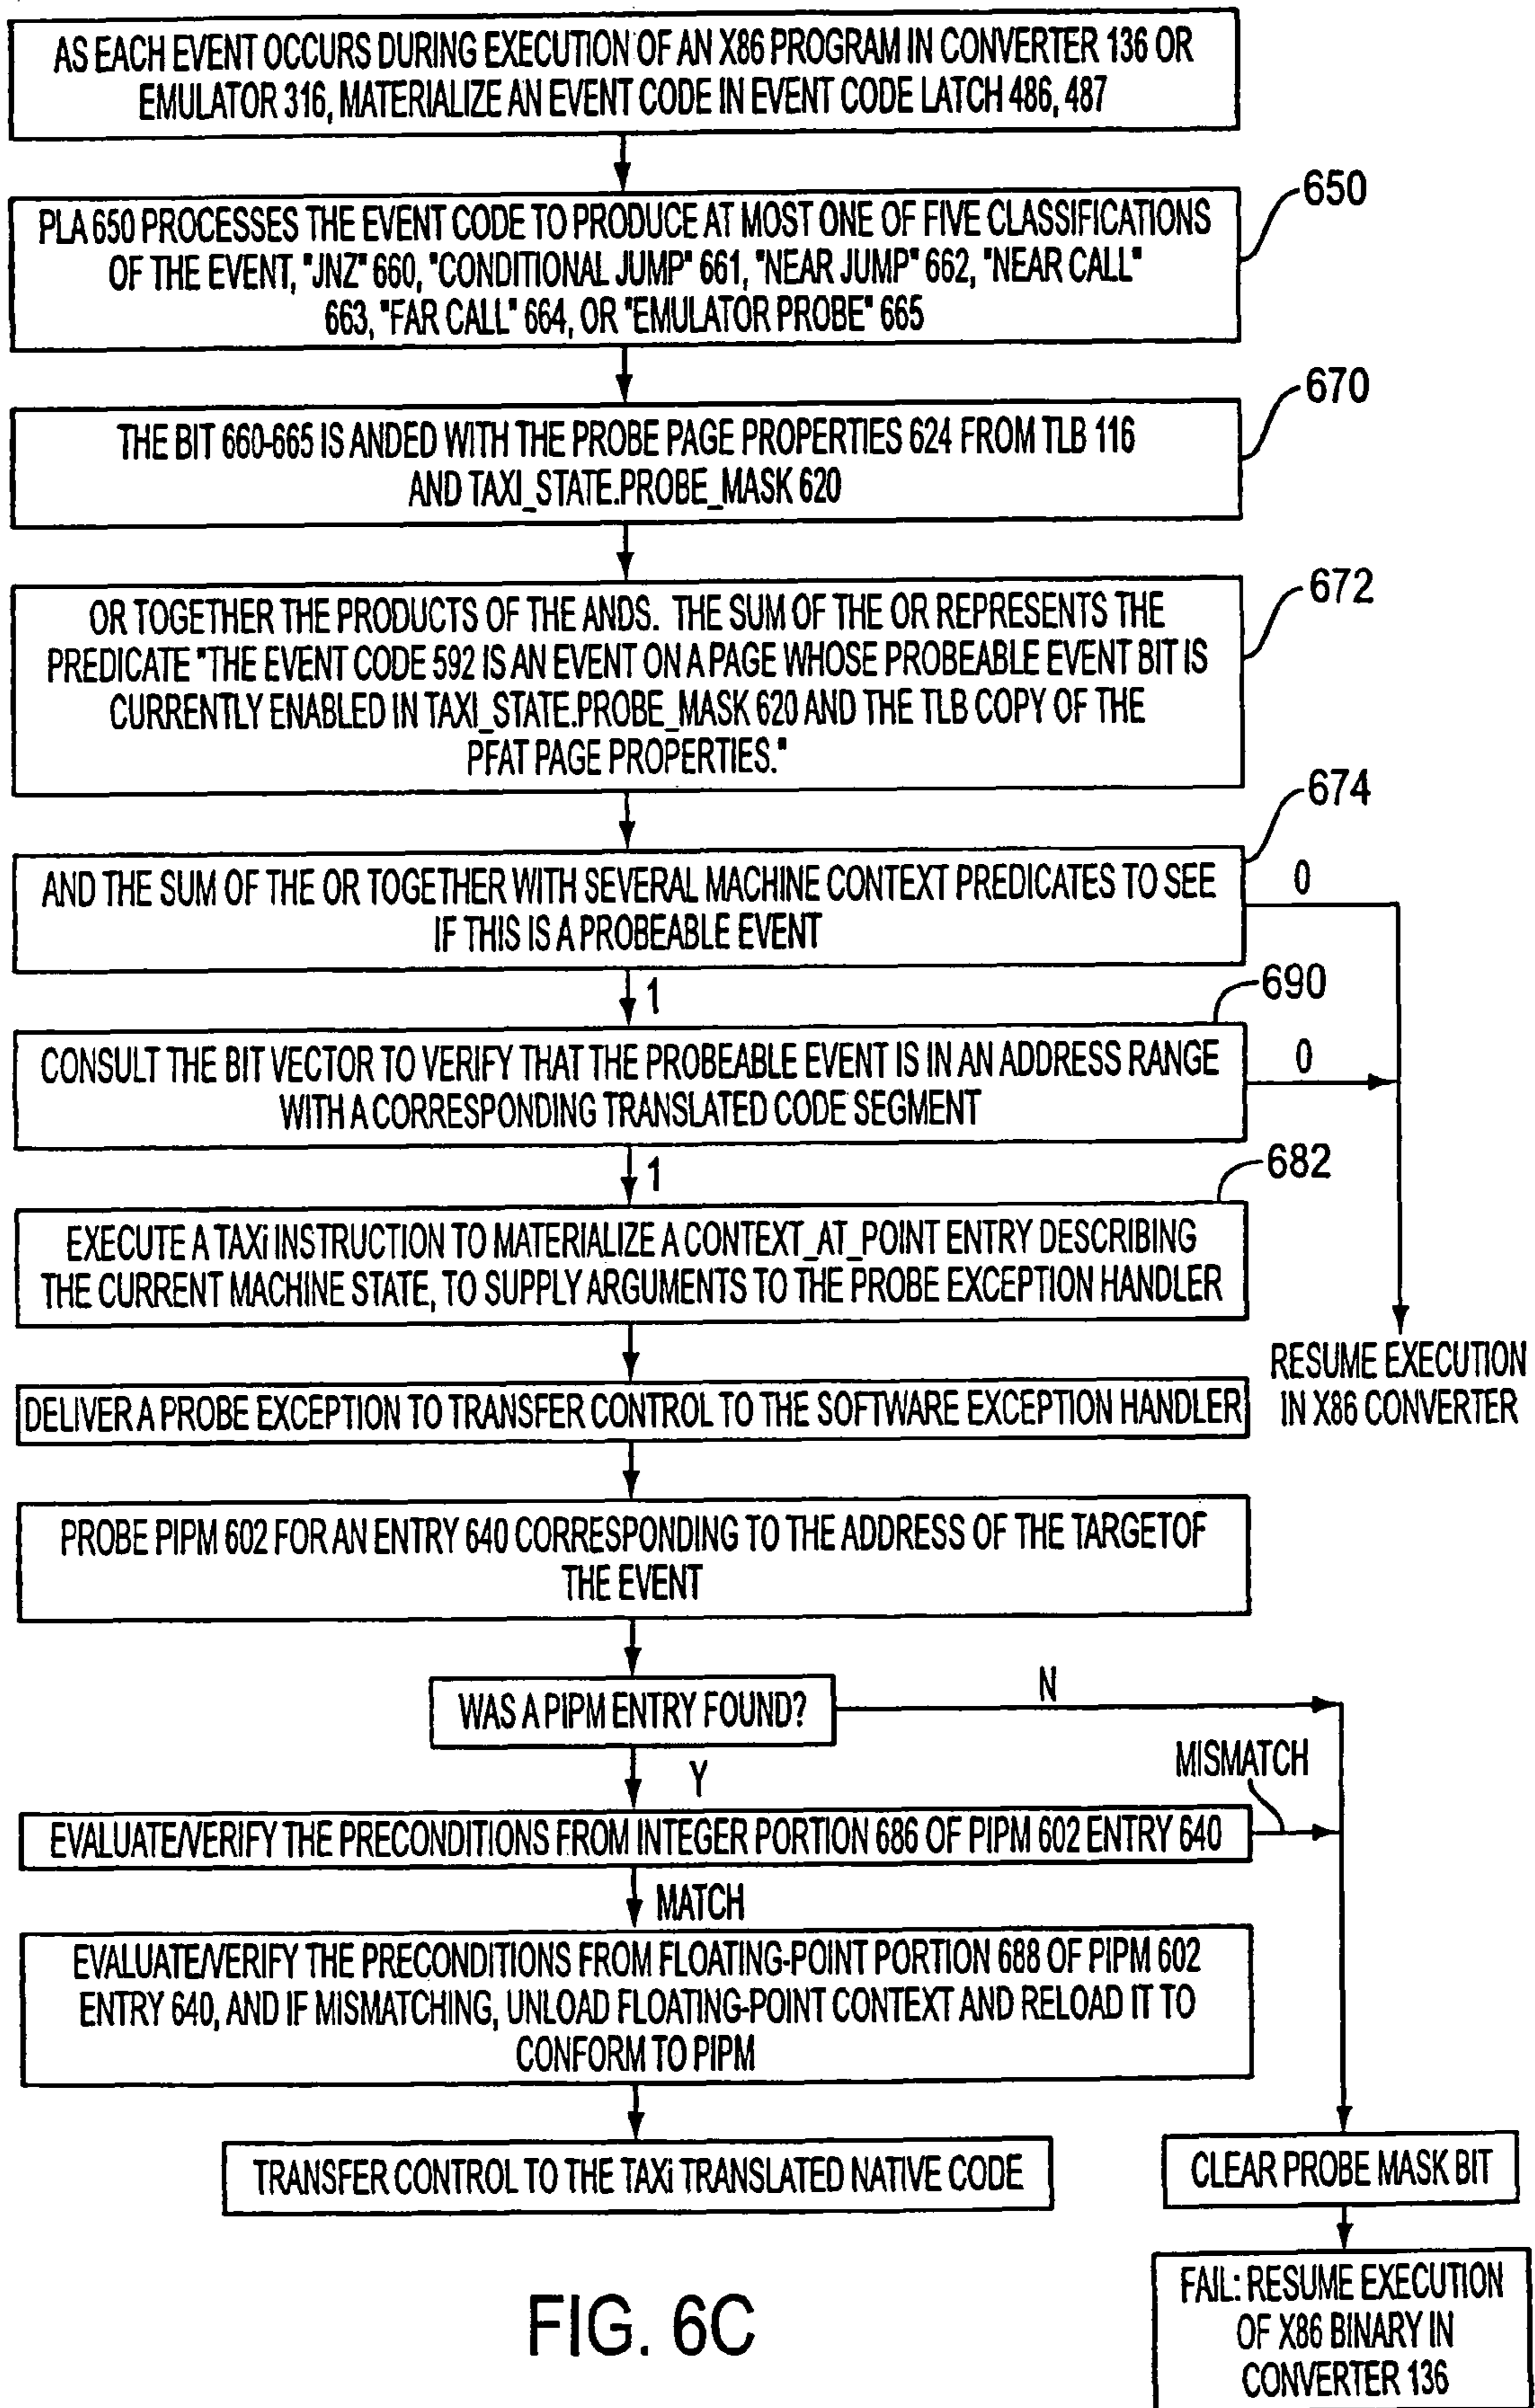 AS EACH EVENT OCCURS DURING EXECUTION OF AN X86 PROGRAM IN CONVERTER 136 OR
EMULATOR 316, MATERIALIZE AN EVENT CODE IN EVENT CODE LATCH 486, 487
650
PLA 650 PROCESSES THE EVENT CODE TO PRODUCE AT MOST ONE OF FIVE CLASSIFICATIONS
OF THE EVENT, "JNZ" 660, "CONDITIONAL JUMP" 661, "NEAR JUMP" 662, "NEAR CALL"
663, "FAR CALL" 664, OR "EMULATOR PROBE" 665
670
THE BIT 660-665 IS ANDED WITH THE PROBE PAGE PROPERTIES 624 FROM TLB 116
AND TAXI_STATE.PROBE_MASK 620
672
OR TOGETHER THE PRODUCTS OF THE ANDS. THE SUM OF THE OR REPRESENTS THE
PREDICATE "THE EVENT CODE 592 IS AN EVENT ON A PAGE WHOSE PROBEABLE EVENT BIT IS
CURRENTLY ENABLED IN TAXI_STATE.PROBE_MASK 620 AND THE TLB COPY OF THE
PFAT PAGE PROPERTIES."
674
AND THE SUM OF THE OR TOGETHER WITH SEVERAL MACHINE CONTEXT PREDICATES TO SEE
IF THIS IS A PROBEABLE EVENT
0
1
690
CONSULT THE BIT VECTOR TO VERIFY THAT THE PROBEABLE EVENT IS IN AN ADDRESS RANGE
WITH A CORRESPONDING TRANSLATED CODE SEGMENT
0
1
682
EXECUTE A TAXi INSTRUCTION TO MATERIALIZE A CONTEXT_AT_POINT ENTRY DESCRIBING
THE CURRENT MACHINE STATE, TO SUPPLY ARGUMENTS TO THE PROBE EXCEPTION HANDLER
RESUME EXECUTION
IN X86 CONVERTER
DELIVER A PROBE EXCEPTION TO TRANSFER CONTROL TO THE SOFTWARE EXCEPTION HANDLER
PROBE PIPM 602 FOR AN ENTRY 640 CORRESPONDING TO THE ADDRESS OF THE TARGETOF
THE EVENT
WAS A PIPM ENTRY FOUND?
N
Y
MISMATCH
EVALUATE/VERIFY THE PRECONDITIONS FROM INTEGER PORTION 686 OF PIPM 602 ENTRY 640
MATCH
EVALUATE/VERIFY THE PRECONDITIONS FROM FLOATING-POINT PORTION 688 OF PIPM 602
ENTRY 640, AND IF MISMATCHING, UNLOAD FLOATING-POINT CONTEXT AND RELOAD IT TO
CONFORM TO PIPM
TRANSFER CONTROL TO THE TAXi TRANSLATED NATIVE CODE
CLEAR PROBE MASK BIT
FAIL: RESUME EXECUTION
OF X86 BINARY IN
CONVERTER 136
FIG. 6C